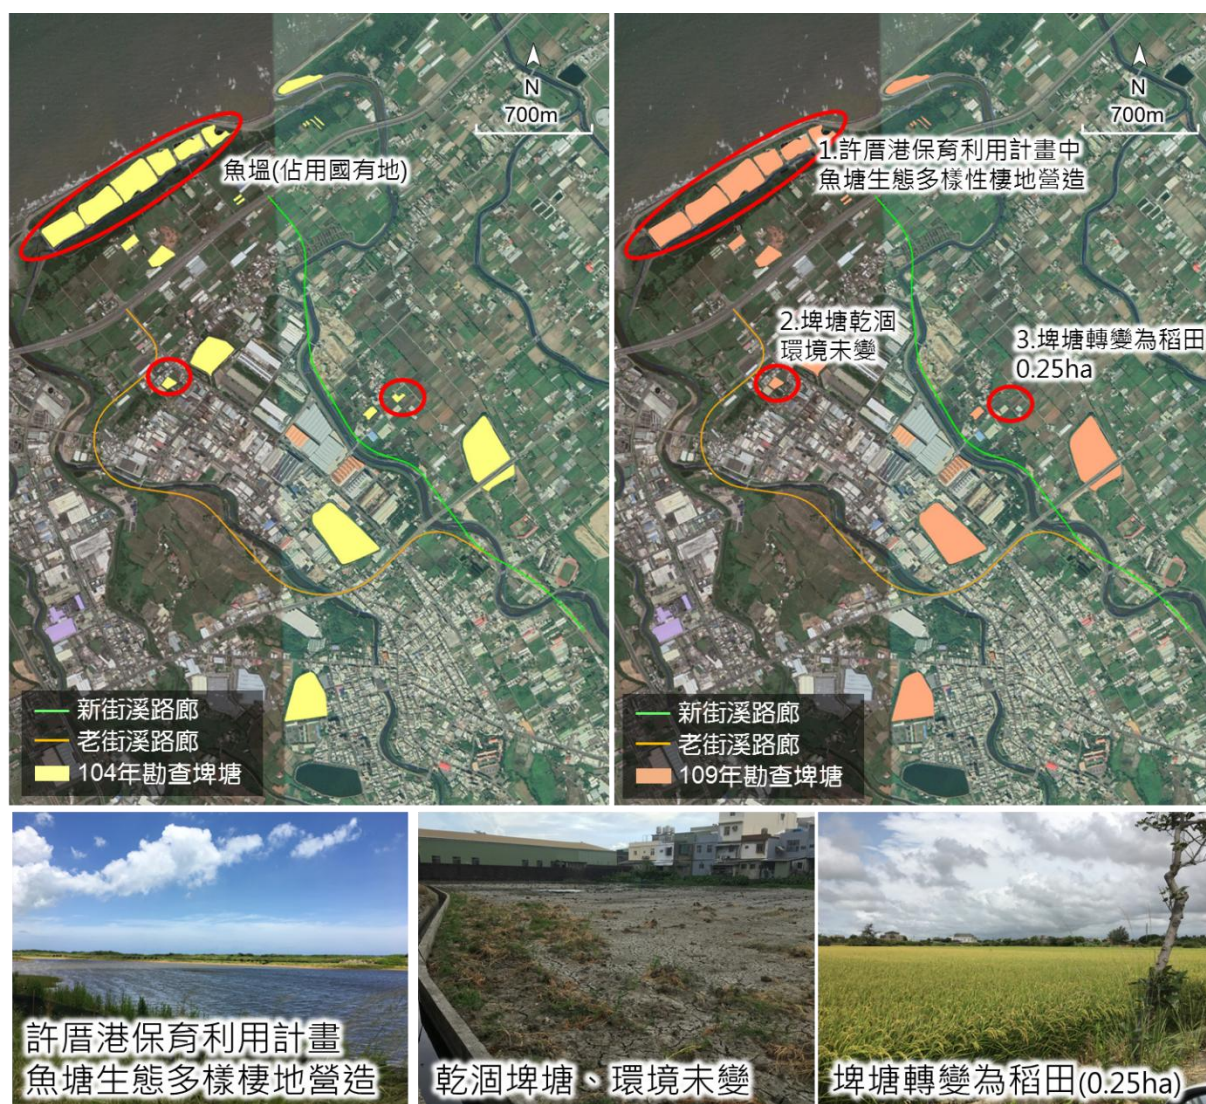 N
700m
魚塭(佔用國有地)
新街溪路廊
老街溪路廊
104年勘查埤塘
N
700m
1.許厝港保育利用計畫中
魚塘生態多樣性棲地營造
2.埤塘乾涸
環境未變
3.埤塘轉變為稻田
0.25ha
新街溪路廊
老街溪路廊
109年勘查埤塘
許厝港保育利用計畫
魚塘生態多樣棲地營造
乾涸埤塘、環境未變
埤塘轉變為稻田(0.25ha)